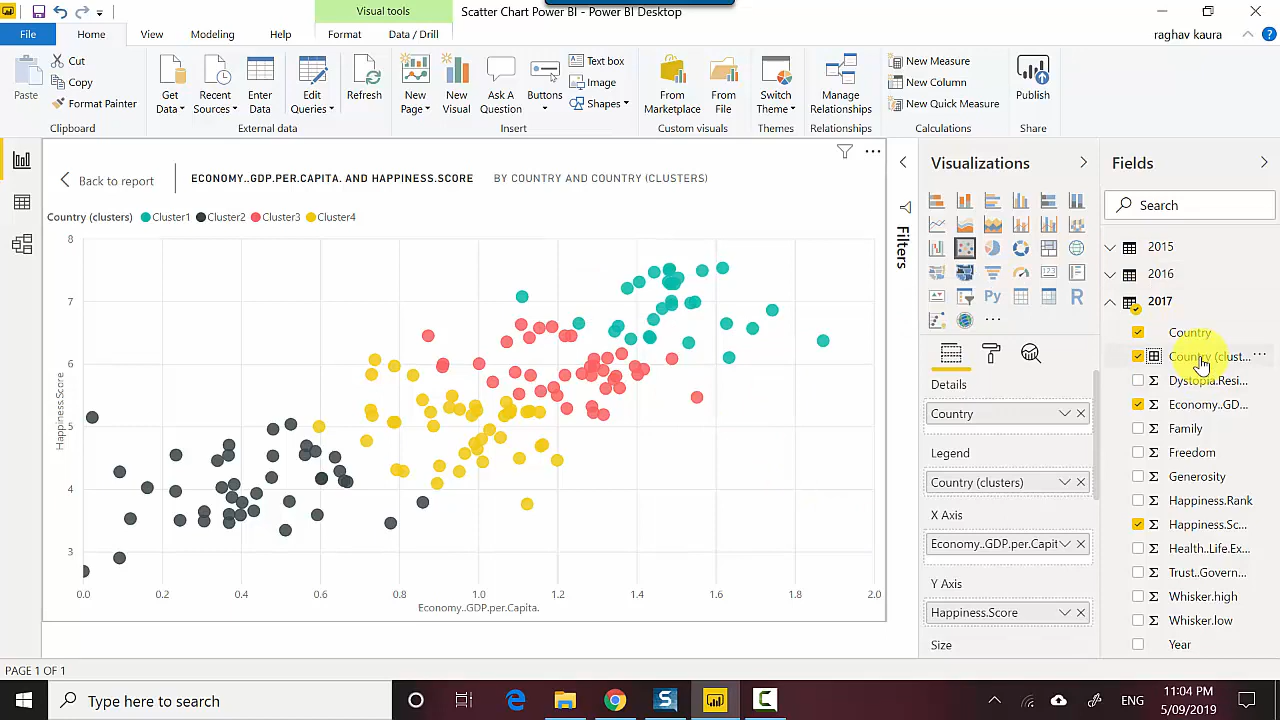 Visual tools
Scatter Chart Power BI - Power BI Desktop
File
Home
View
Modeling
Help
Format
Data / Drill
raghav kaura
Paste
Cut
Copy
Format Painter
Clipboard
Get Data
Recent Sources
Enter Data
Edit Queries
Refresh
External data
New Page
New Visual
Ask A Question
Buttons
Text box
Image
Shapes
Insert
From Marketplace
From File
Custom visuals
Switch Theme
Themes
Manage Relationships
Relationships
New Measure
New Column
New Quick Measure
Calculations
Publish
Share
Back to report
ECONOMY..GDP.PER.CAPITA. AND HAPPINESS.SCORE
BY COUNTRY AND COUNTRY (CLUSTERS)
Country (clusters) Cluster1 Cluster2 Cluster3 Cluster4
8
7
6
5
4
3
Happiness.Score
0.0 0.2 0.4 0.6 0.8 1.0 1.2 1.4 1.6 1.8 2.0
Economy..GDP.per.Capita.
Filters
Visualizations
Py
R
Details
Country
Legend
Country (clusters)
X Axis
Economy..GDP.per.Capit
Y Axis
Happiness.Score
Size
Fields
Search
2015
2016
2017
Country
Country (clust...
Dystopia.Resi...
Economy..GD...
Family
Freedom
Generosity
Happiness.Rank
Happiness.Sc...
Health..Life.Ex...
Trust..Govern...
Whisker.high
Whisker.low
Year
PAGE 1 OF 1
Type here to search
ENG
11:04 PM
5/09/2019